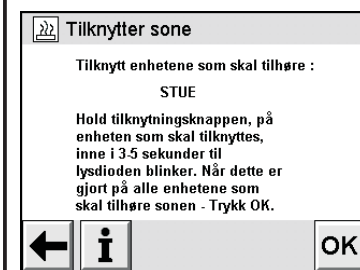 Tilknytter sone
Tilknytt enhetene som skal tilhøre :
STUE
Hold tilknytningsknappen, på
enheten som skal tilknyttes,
inne i 3-5 sekunder til
lysdioden blinker. Når dette er
gjort på alle enhetene som
skal tilhøre sonen - Trykk OK.
i
OK